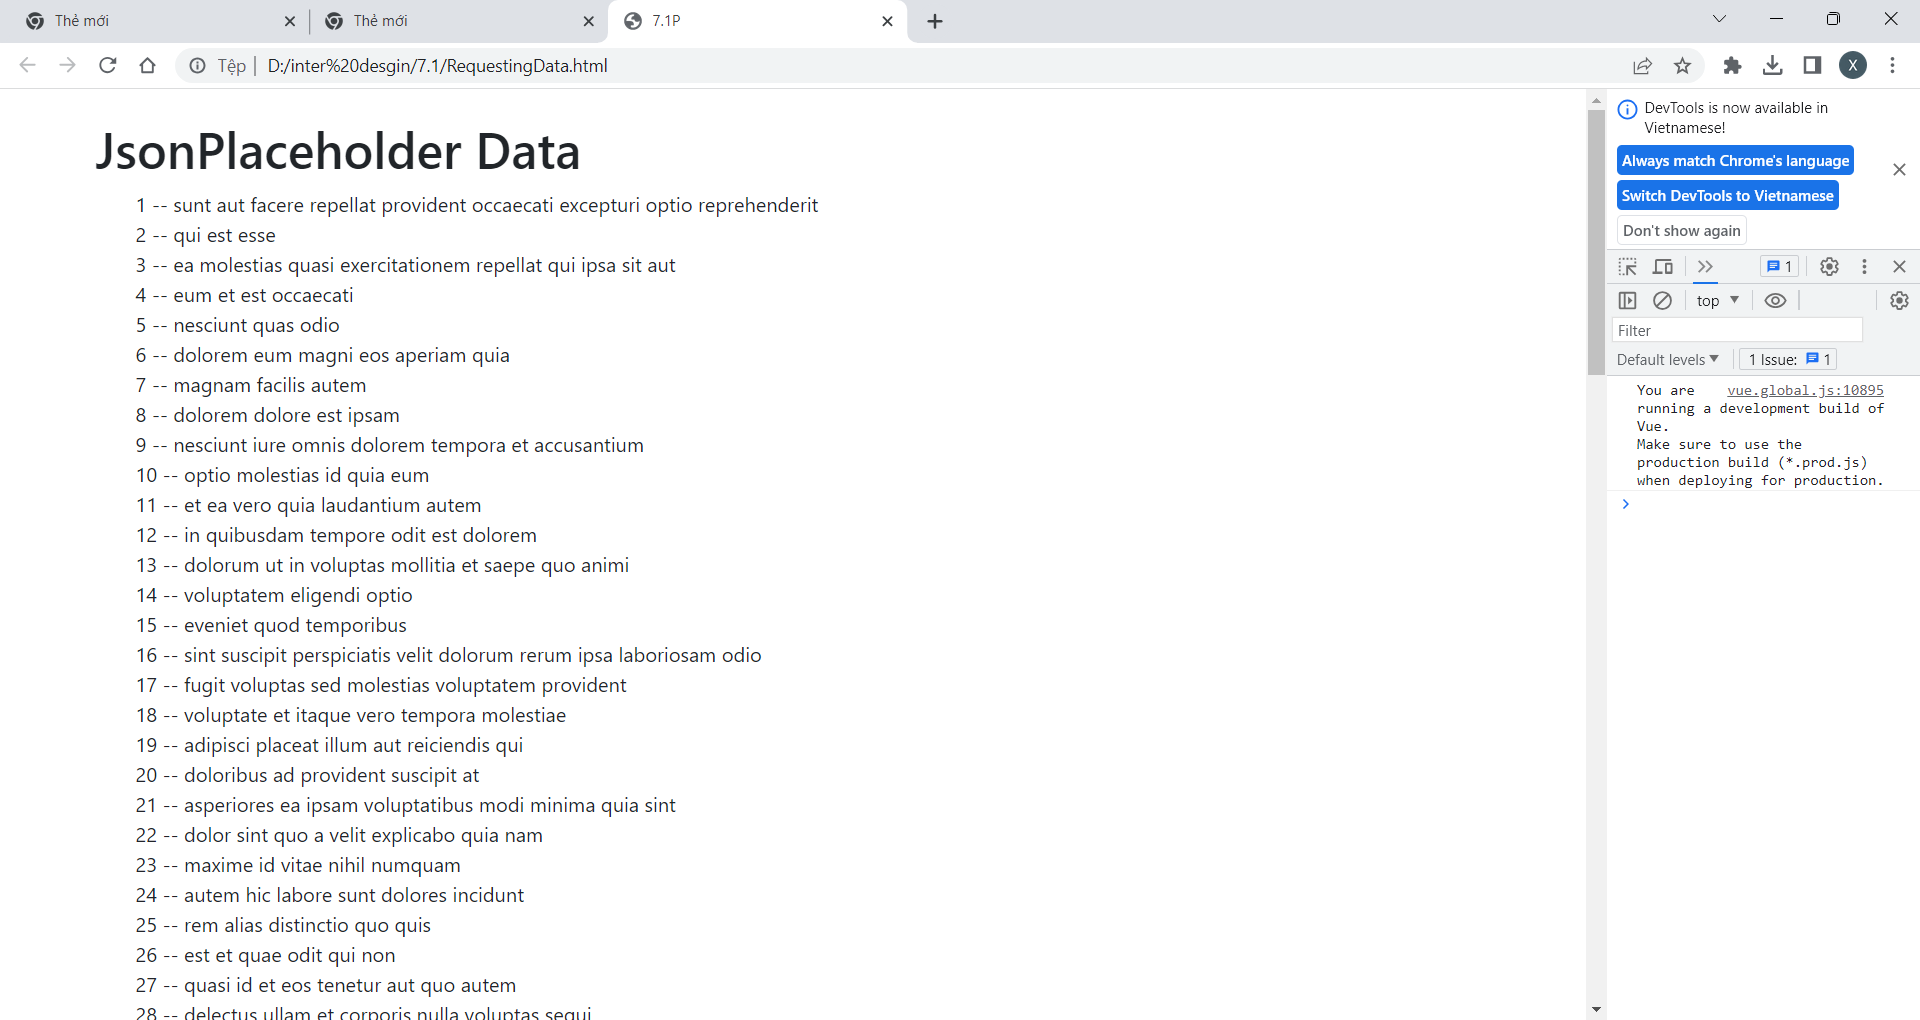 Thẻ mới
Thẻ mới
7.1P
Tệp | D:/inter%20desgin/7.1/RequestingData.html
X
JsonPlaceholder Data
1 -- sunt aut facere repellat provident occaecati excepturi optio reprehenderit
2 -- qui est esse
3 -- ea molestias quasi exercitationem repellat qui ipsa sit aut
4 -- eum et est occaecati
5 -- nesciunt quas odio
6 -- dolorem eum magni eos aperiam quia
7 -- magnam facilis autem
8 -- dolorem dolore est ipsam
9 -- nesciunt iure omnis dolorem tempora et accusantium
10 -- optio molestias id quia eum
11 -- et ea vero quia laudantium autem
12 -- in quibusdam tempore odit est dolorem
13 -- dolorum ut in voluptas mollitia et saepe quo animi
14 -- voluptatem eligendi optio
15 -- eveniet quod temporibus
16 -- sint suscipit perspiciatis velit dolorum rerum ipsa laboriosam odio
17 -- fugit voluptas sed molestias voluptatem provident
18 -- voluptate et itaque vero tempora molestiae
19 -- adipisci placeat illum aut reiciendis qui
20 -- doloribus ad provident suscipit at
21 -- asperiores ea ipsam voluptatibus modi minima quia sint
22 -- dolor sint quo a velit explicabo quia nam
23 -- maxime id vitae nihil numquam
24 -- autem hic labore sunt dolores incidunt
25 -- rem alias distinctio quo quis
26 -- est et quae odit qui non
27 -- quasi id et eos tenetur aut quo autem
28 -- delectus ullam et corporis nulla voluptas sequi
DevTools is now available in
Vietnamese!
Always match Chrome's language
Switch DevTools to Vietnamese
Don't show again
1
top
Filter
Default levels
1 Issue: 1
You are vue.global.js:10895
running a development build of
Vue.
Make sure to use the
production build (*.prod.js)
when deploying for production.